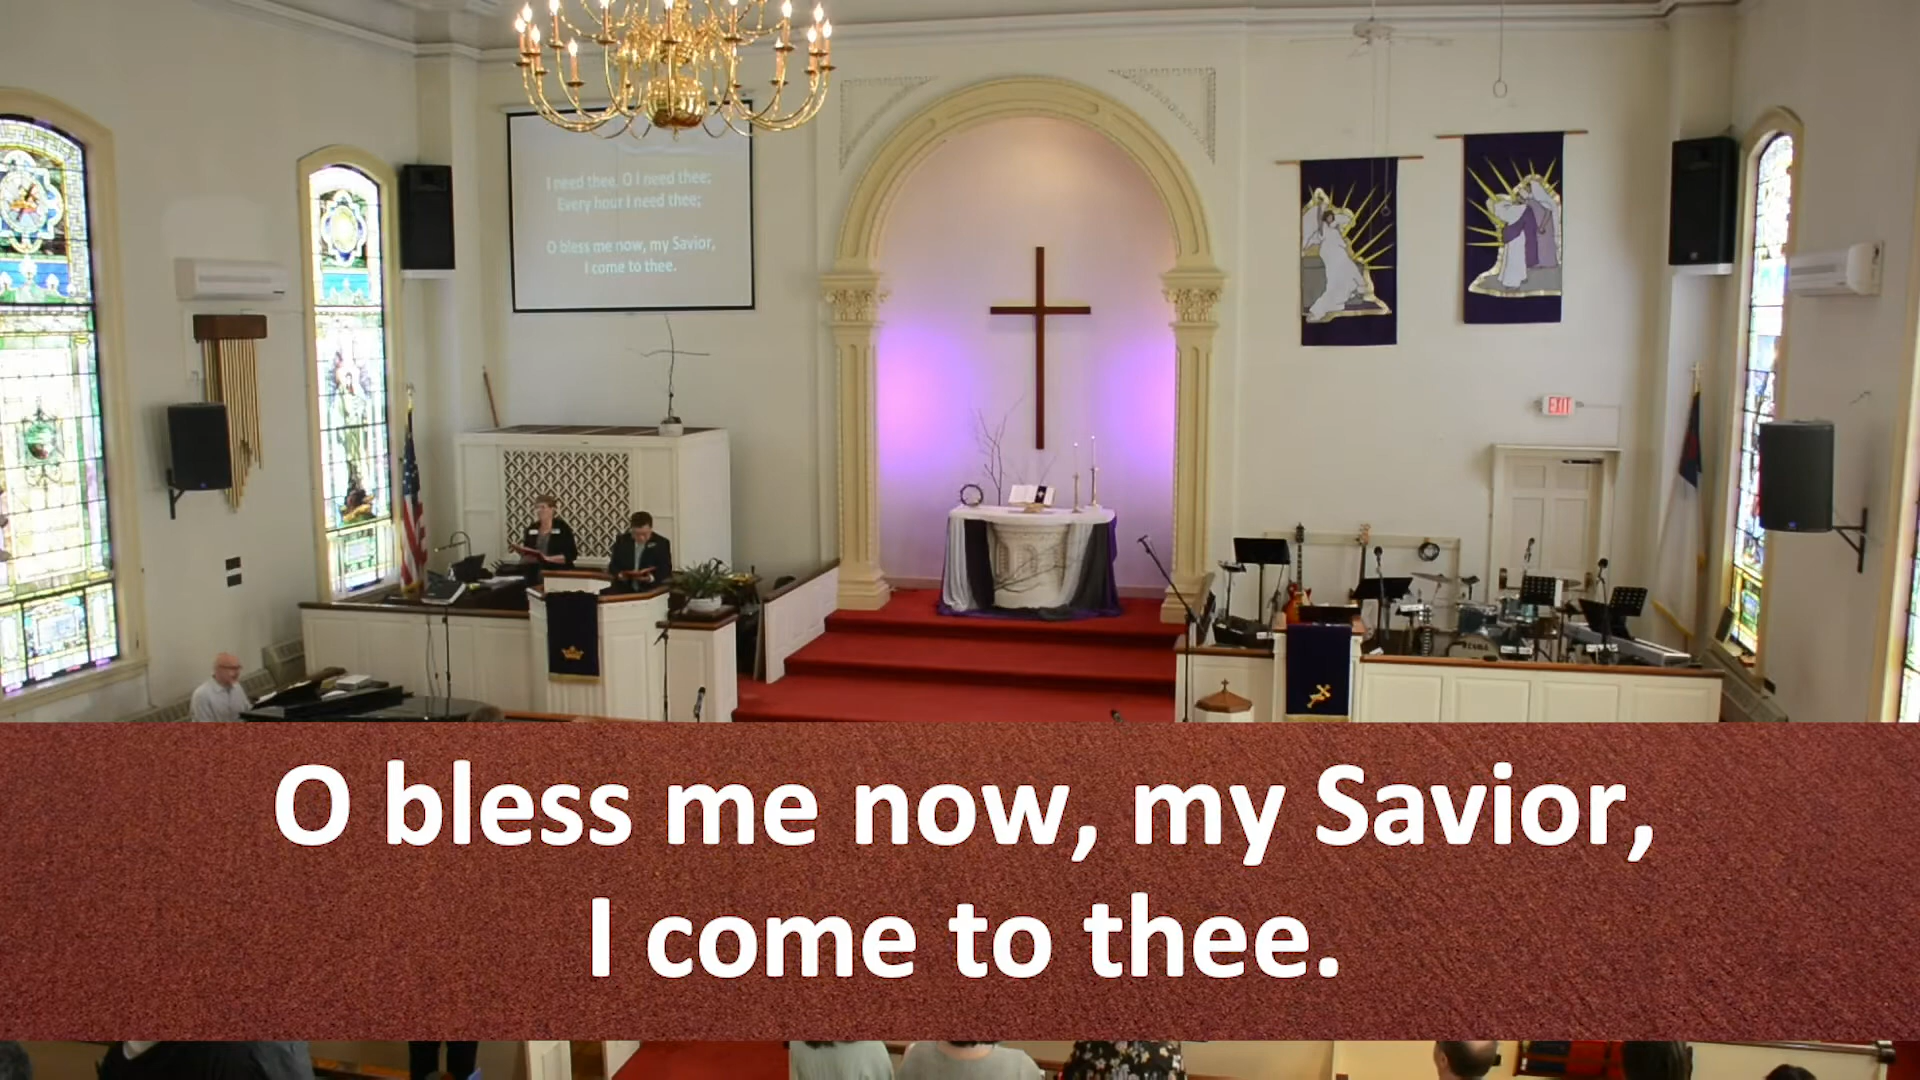 I need thee, O I need thee;
Every hour I need thee;
O bless me now, my Savior,
I come to thee.
EXIT
TAMA
O bless me now, my Savior,
I come to thee.